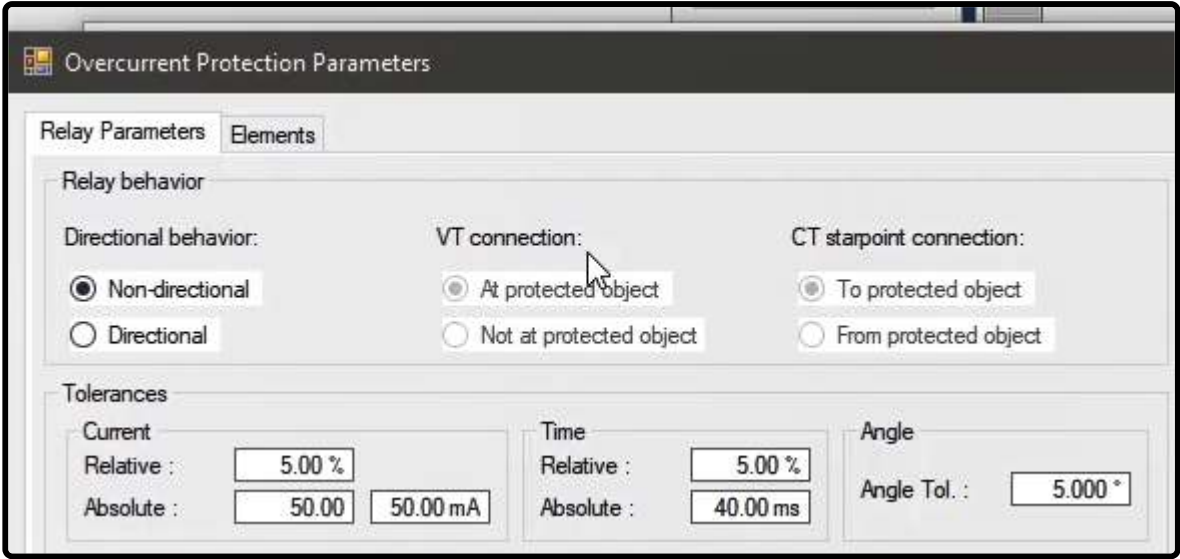 Overcurrent Protection Parameters
Relay Parameters Elements
Relay behavior
Directional behavior: VT connection: CT starpoint connection:
Non-directional At protected object To protected object
Directional Not at protected object From protected object
Tolerances
Current Time Angle
Relative : 5.00 % Relative : 5.00 % Angle Tol. : 5.000 °
Absolute : 50.00 50.00 mA Absolute : 40.00 ms